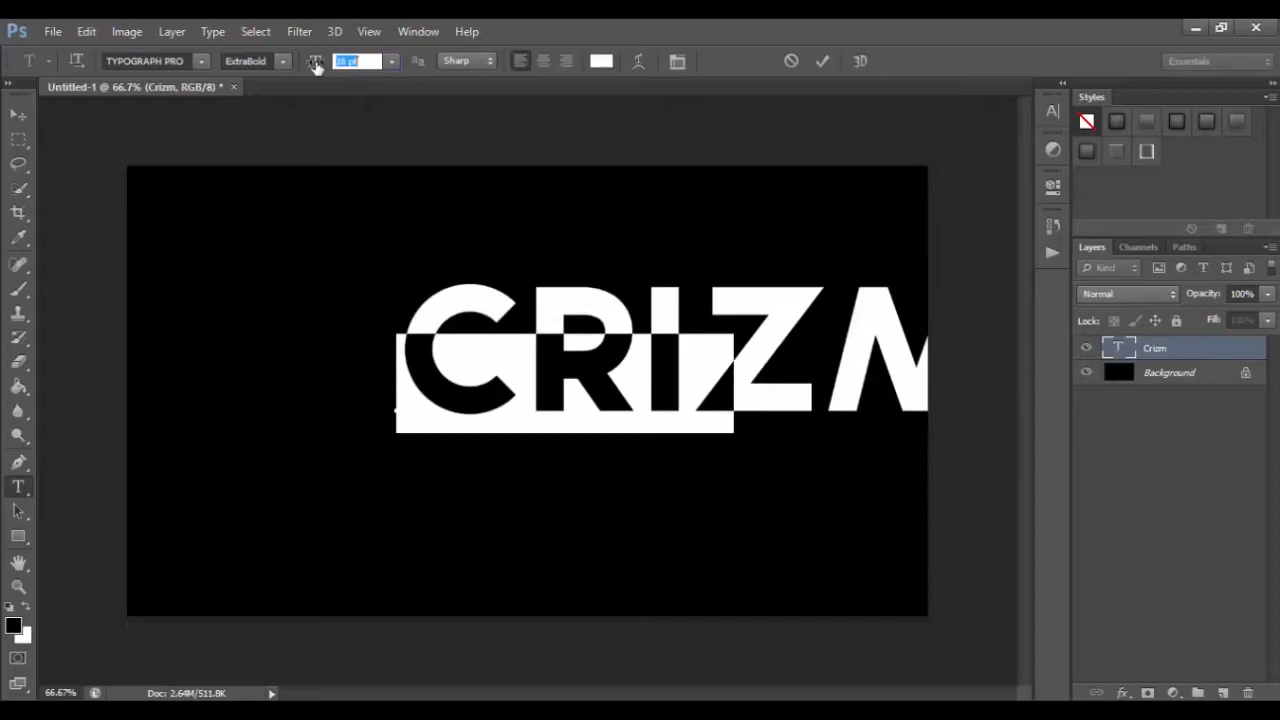 Ps File Edit Image Layer Type Select Filter 3D View Window Help
T TYPOGRAPH PRO ExtraBold aa Sharp 3D Essentials
Untitled-1 @ 66.7% (Crizm, RGB/8) * ×
Styles
CRIZM
Layers Channels Paths
Kind
Normal Opacity: 100%
Lock: Fill: 100%
T Crizm
Background
66.67% Doc: 2.64M/511.8K